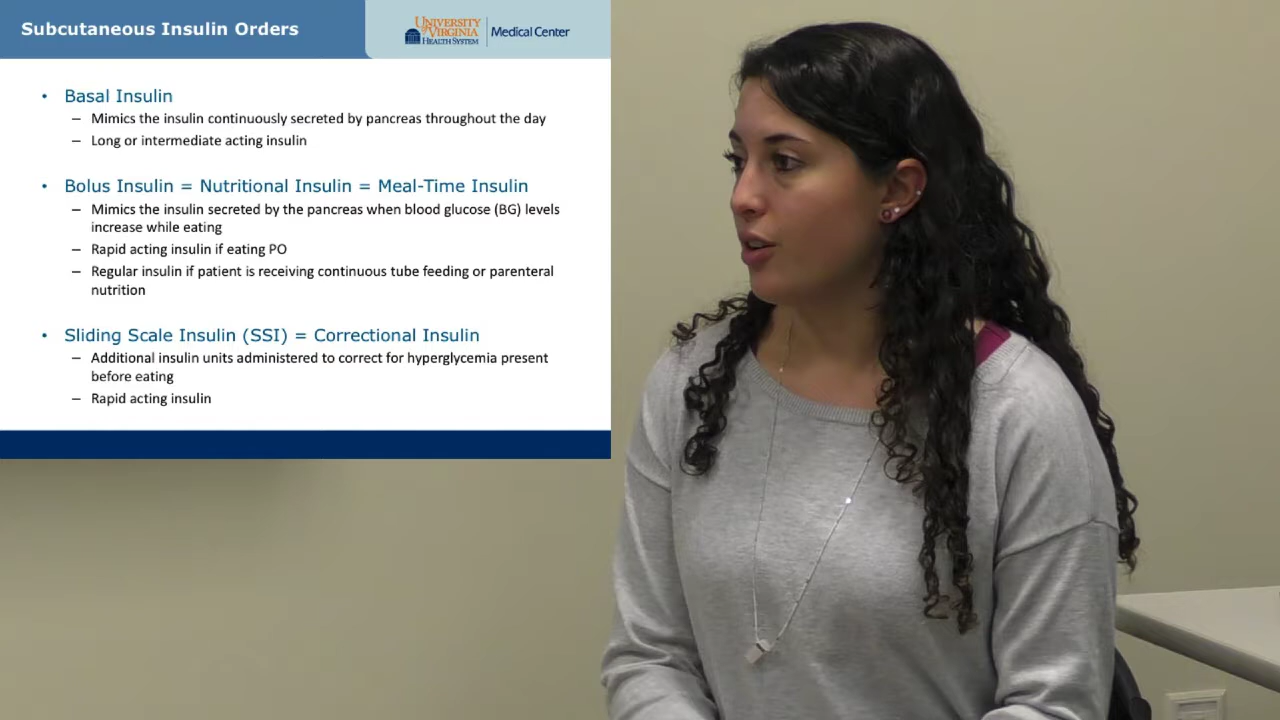 Subcutaneous Insulin Orders
UNIVERSITY
of VIRGINIA
HEALTH SYSTEM
Medical Center
• Basal Insulin
– Mimics the insulin continuously secreted by pancreas throughout the day
– Long or intermediate acting insulin
• Bolus Insulin = Nutritional Insulin = Meal-Time Insulin
– Mimics the insulin secreted by the pancreas when blood glucose (BG) levels
increase while eating
– Rapid acting insulin if eating PO
– Regular insulin if patient is receiving continuous tube feeding or parenteral
nutrition
• Sliding Scale Insulin (SSI) = Correctional Insulin
– Additional insulin units administered to correct for hyperglycemia present
before eating
– Rapid acting insulin